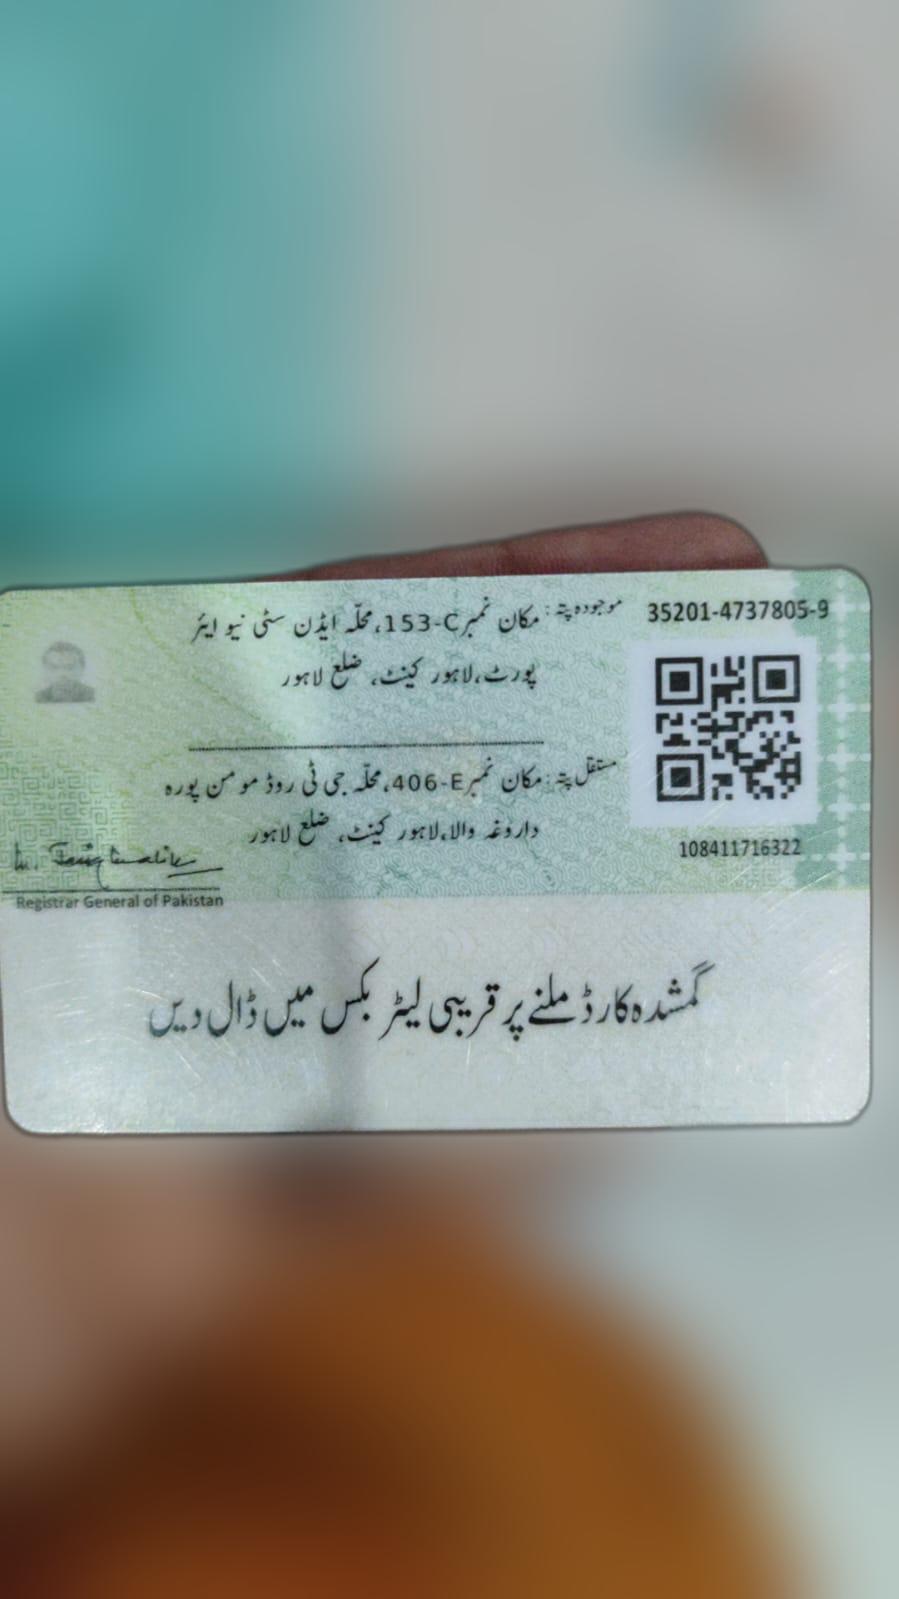 موجودہ پتہ: مکان نمبر 153-C، محلّہ ایڈن سٹی نیو ایئر
پورٹ، لاہور کینٹ، ضلع لاہور
35201-4737805-9
مستقل پتہ: مکان نمبر 406-E، محلّہ جی ٹی روڈ مومن پورہ
داروغہ والا، لاہور کینٹ، ضلع لاہور
108411716322
Registrar General of Pakistan
گمشدہ کارڈ ملنے پر قریبی لیٹر بکس میں ڈال دیں